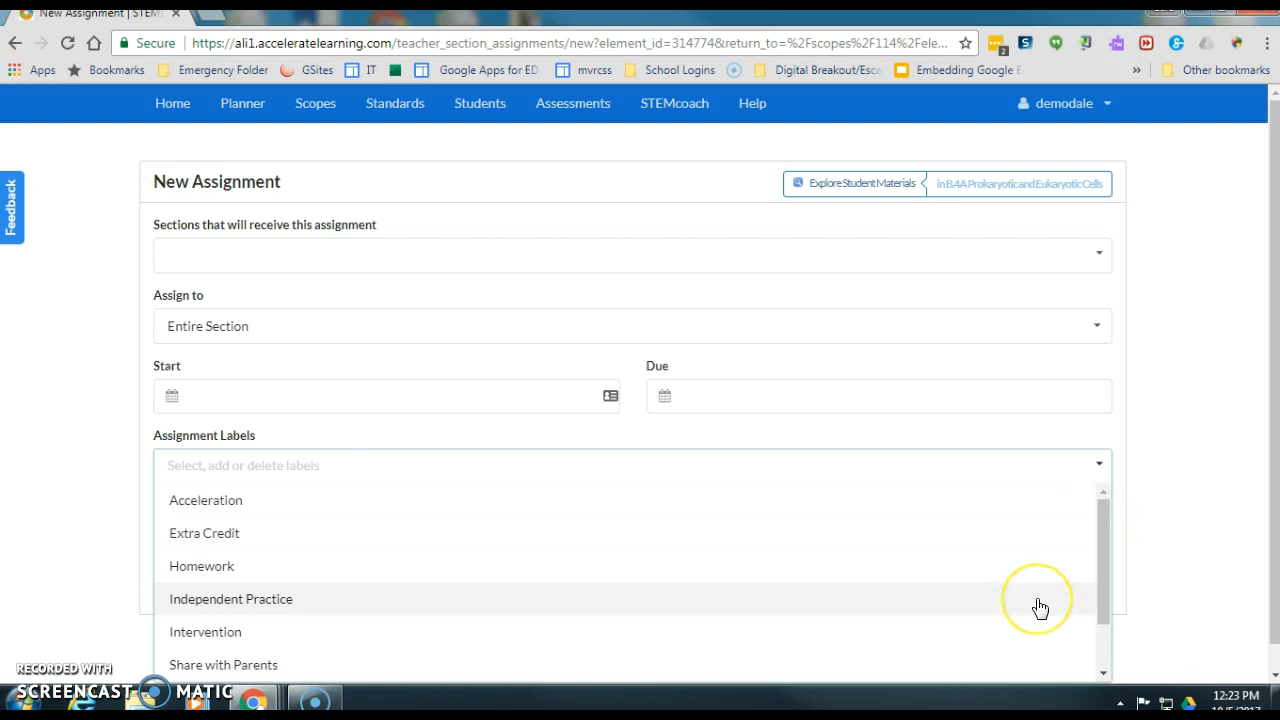 New Assignment | STEM
Secure
https://ali1.acceleratelearning.com/teacher_section_assignments/new?element_id=314774&return_to=%2Fscopes%2F114%2Fele...
2
Apps Bookmarks Emergency Folder GSites IT Google Apps for ED mvrcss School Logins Digital Breakout/Esca Embedding Google E » Other bookmarks
Home Planner Scopes Standards Students Assessments STEMcoach Help demodale
Feedback
New Assignment
Explore Student Materials in B.4A Prokaryotic and Eukaryotic Cells
Sections that will receive this assignment
Assign to
Entire Section
Start Due
Assignment Labels
Select, add or delete labels
Acceleration
Extra Credit
Homework
Independent Practice
Intervention
Share with Parents
RECORDED WITH
SCREENCAST MATIC
12:23 PM
10/5/2017